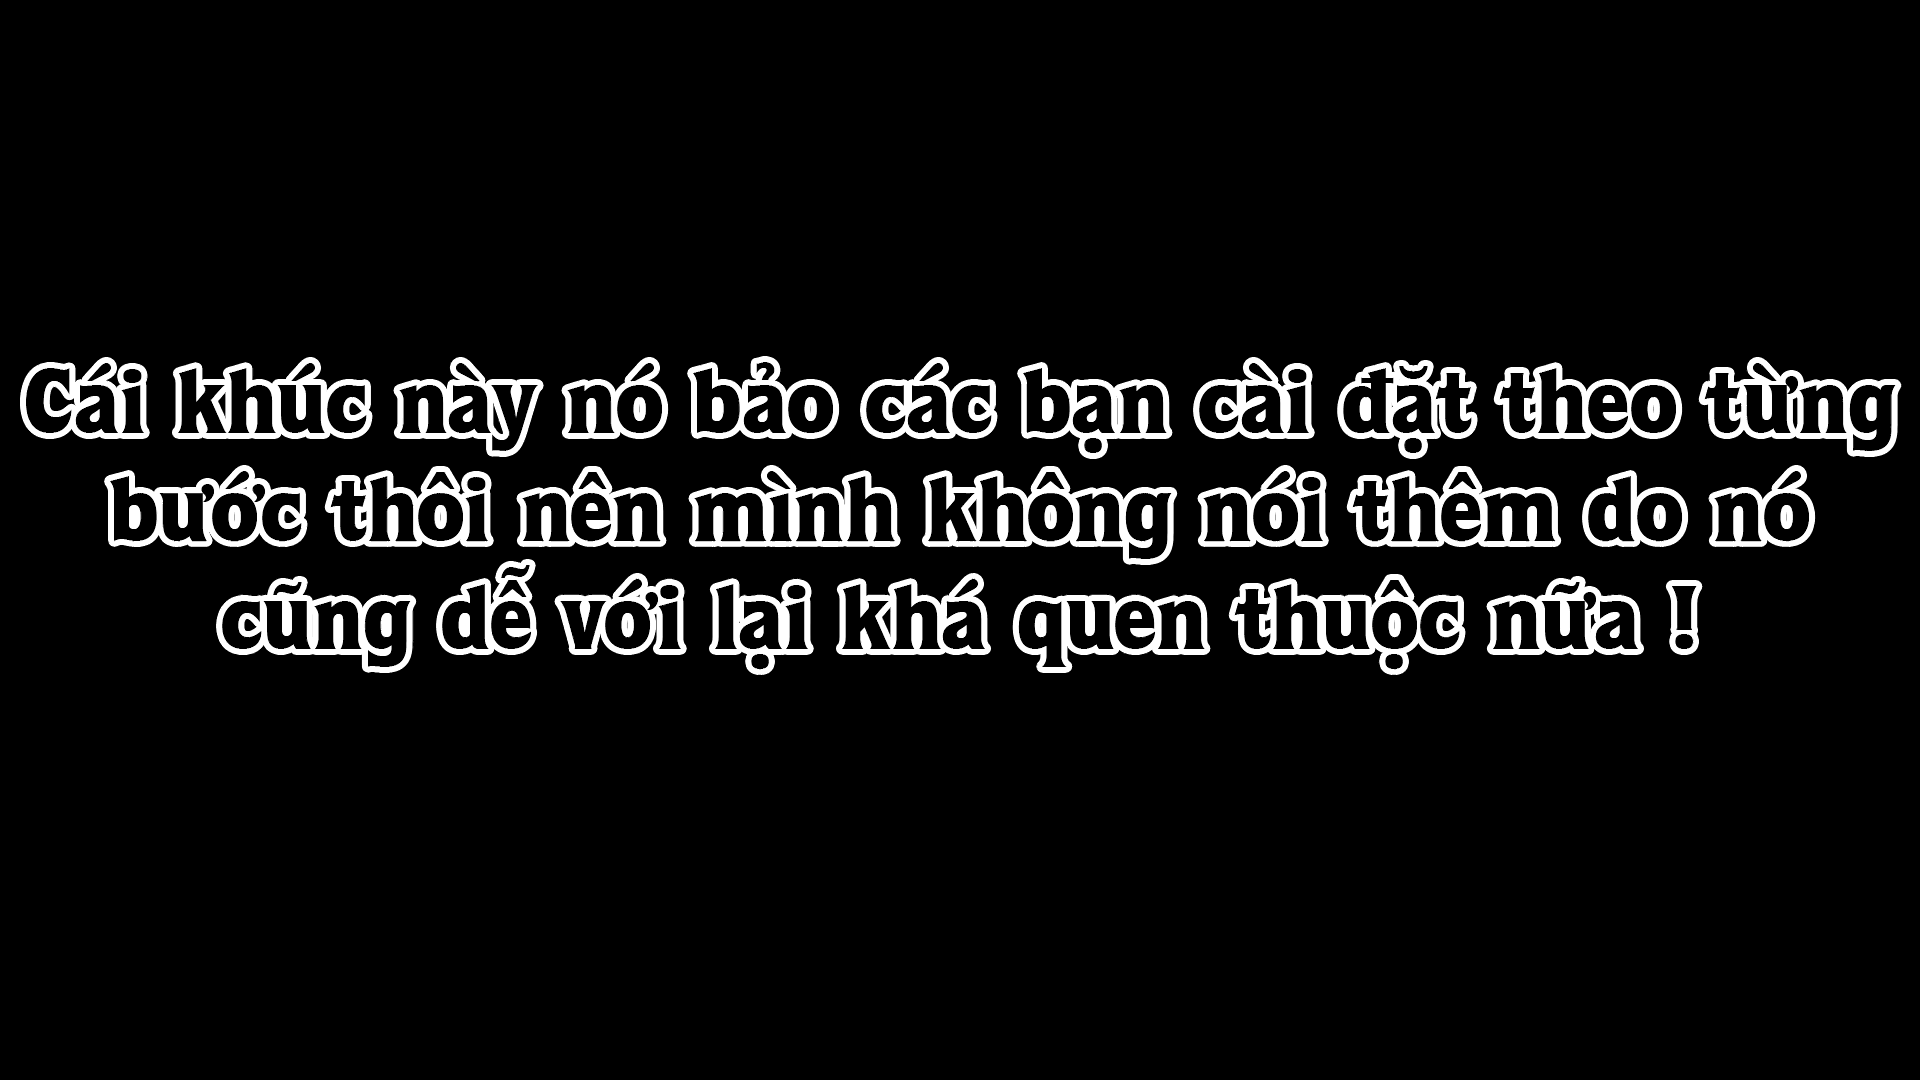 Cái khúc này nó bảo các bạn cài đặt theo từng
bước thôi nên mình không nói thêm do nó
cũng dễ với lại khá quen thuộc nữa !